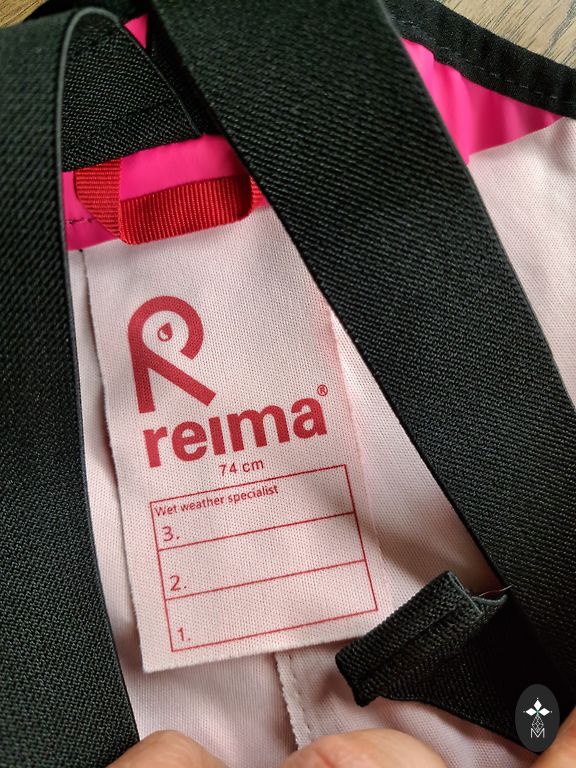 reima®
74 cm
Wet weather specialist
3.
2.
1.